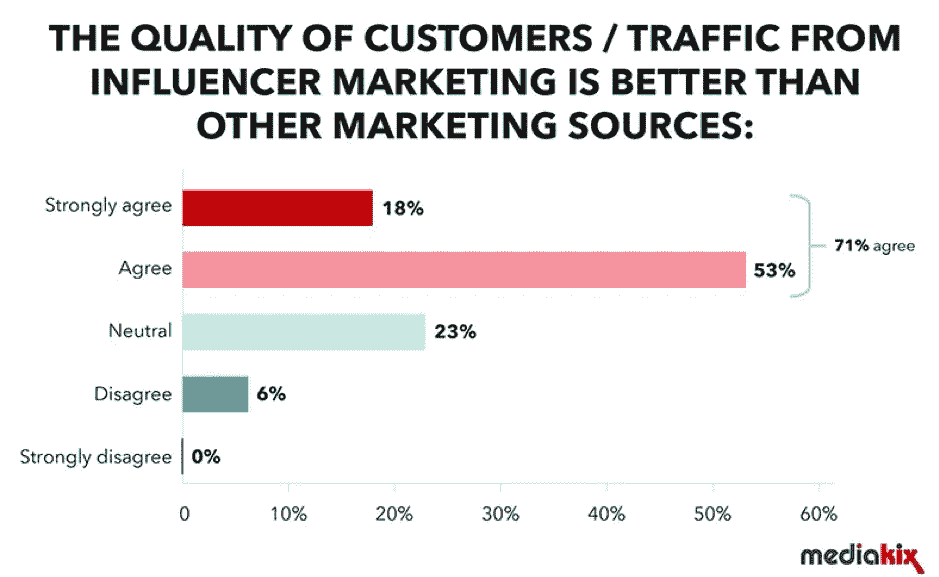 THE QUALITY OF CUSTOMERS / TRAFFIC FROM
INFLUENCER MARKETING IS BETTER THAN
OTHER MARKETING SOURCES:
Strongly agree 18%
71% agree
Agree 53%
Neutral 23%
Disagree 6%
Strongly disagree 0%
0 10% 20% 30% 40% 50% 60%
mediakix